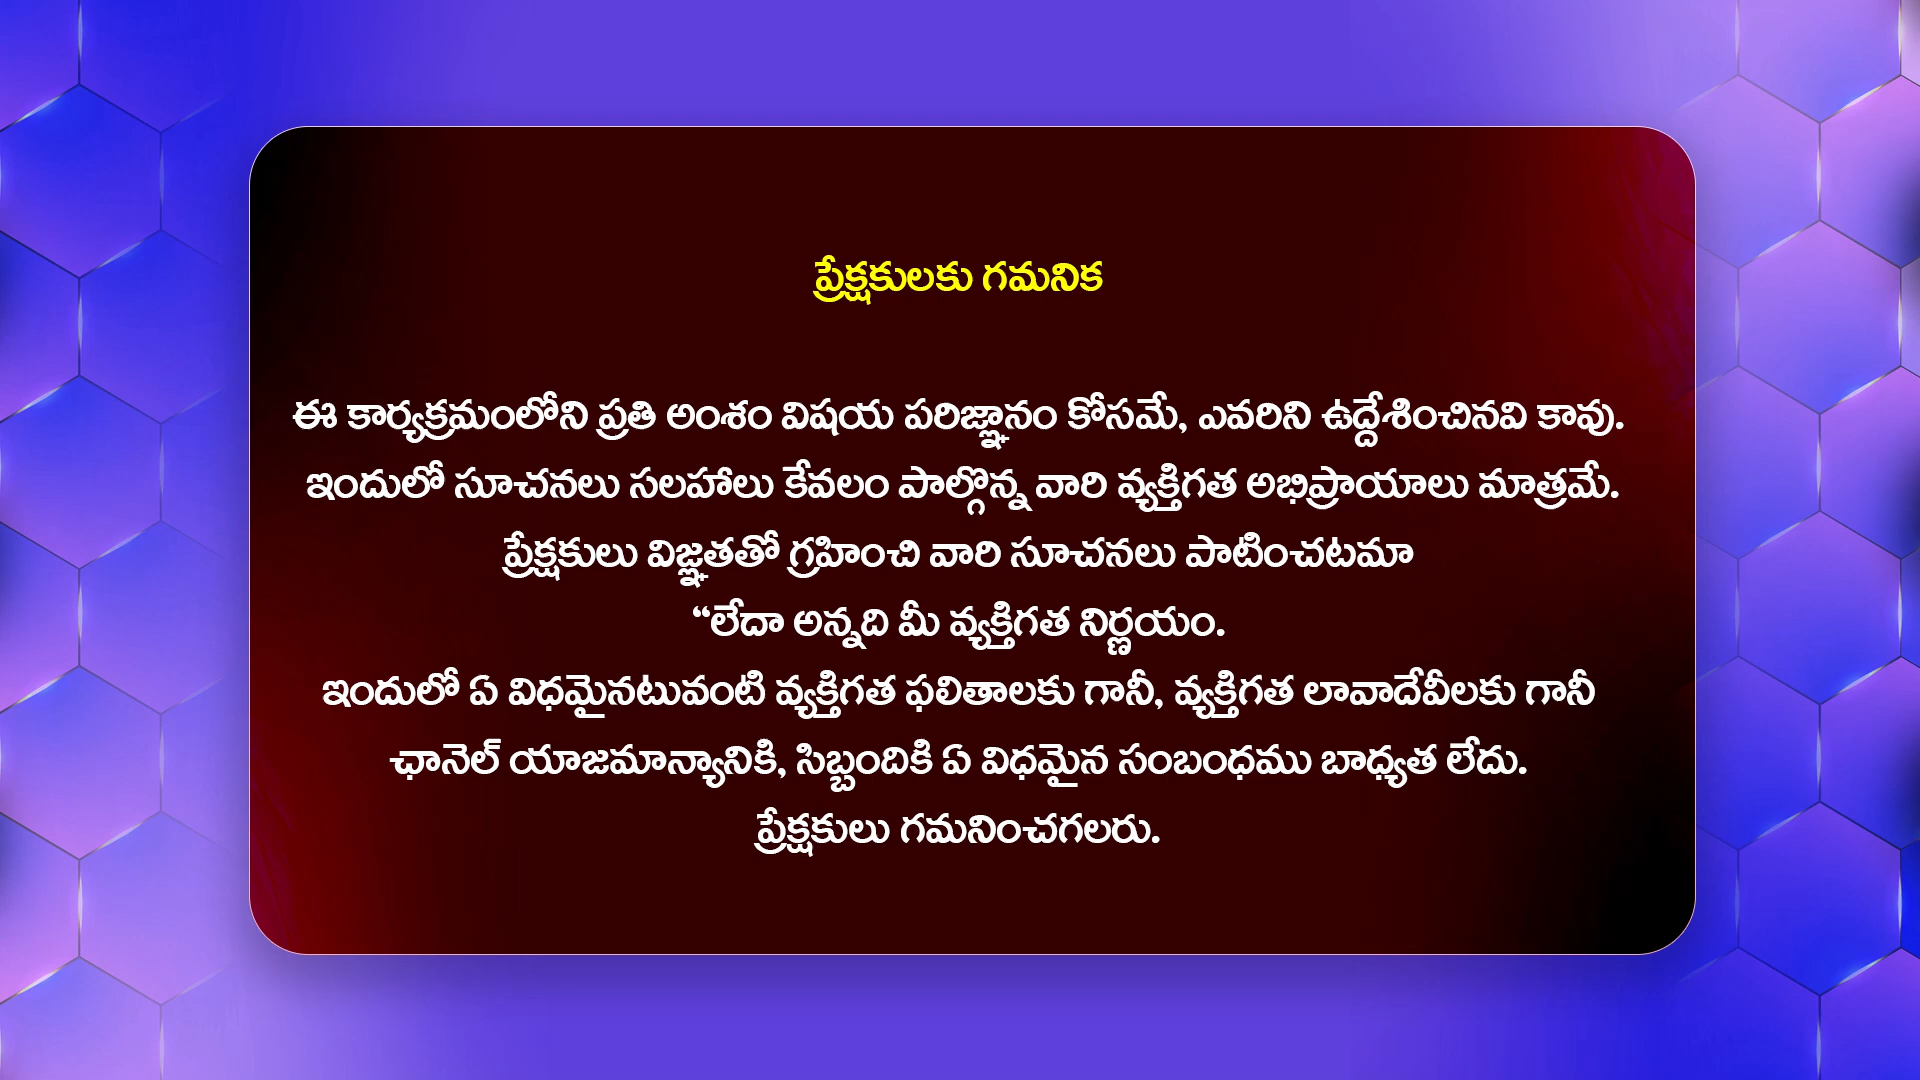 ప్రేక్షకులకు గమనిక
ఈ కార్యక్రమంలోని ప్రతి అంశం విషయ పరిజ్ఞానం కోసమే, ఎవరిని ఉద్దేశించినవి కావు.
ఇందులో సూచనలు సలహాలు కేవలం పాల్గొన్న వారి వ్యక్తిగత అభిప్రాయాలు మాత్రమే.
ప్రేక్షకులు విజ్ఞతతో గ్రహించి వారి సూచనలు పాటించటమా
“లేదా అన్నది మీ వ్యక్తిగత నిర్ణయం.
ఇందులో ఏ విధమైనటువంటి వ్యక్తిగత ఫలితాలకు గానీ, వ్యక్తిగత లావాదేవీలకు గానీ
ఛానెల్ యాజమాన్యానికి, సిబ్బందికి ఏ విధమైన సంబంధము బాధ్యత లేదు.
ప్రేక్షకులు గమనించగలరు.